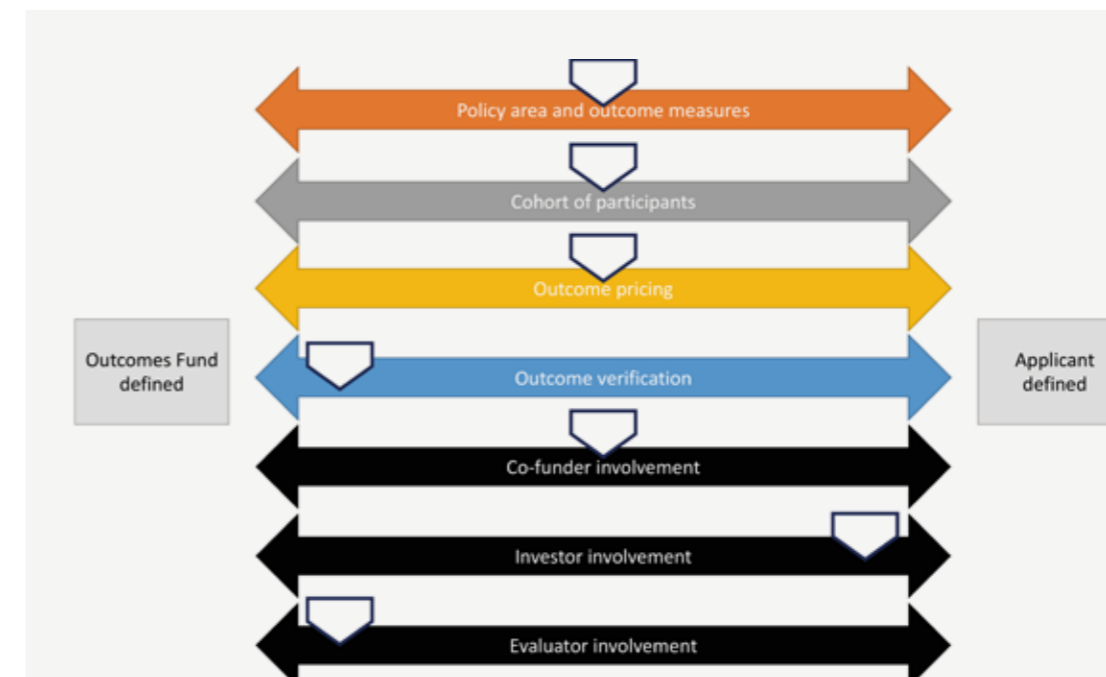 Policy area and outcome measures
Cohort of participants
Outcome pricing
Outcomes Fund
defined
Outcome verification
Applicant
defined
Co-funder involvement
Investor involvement
Evaluator involvement